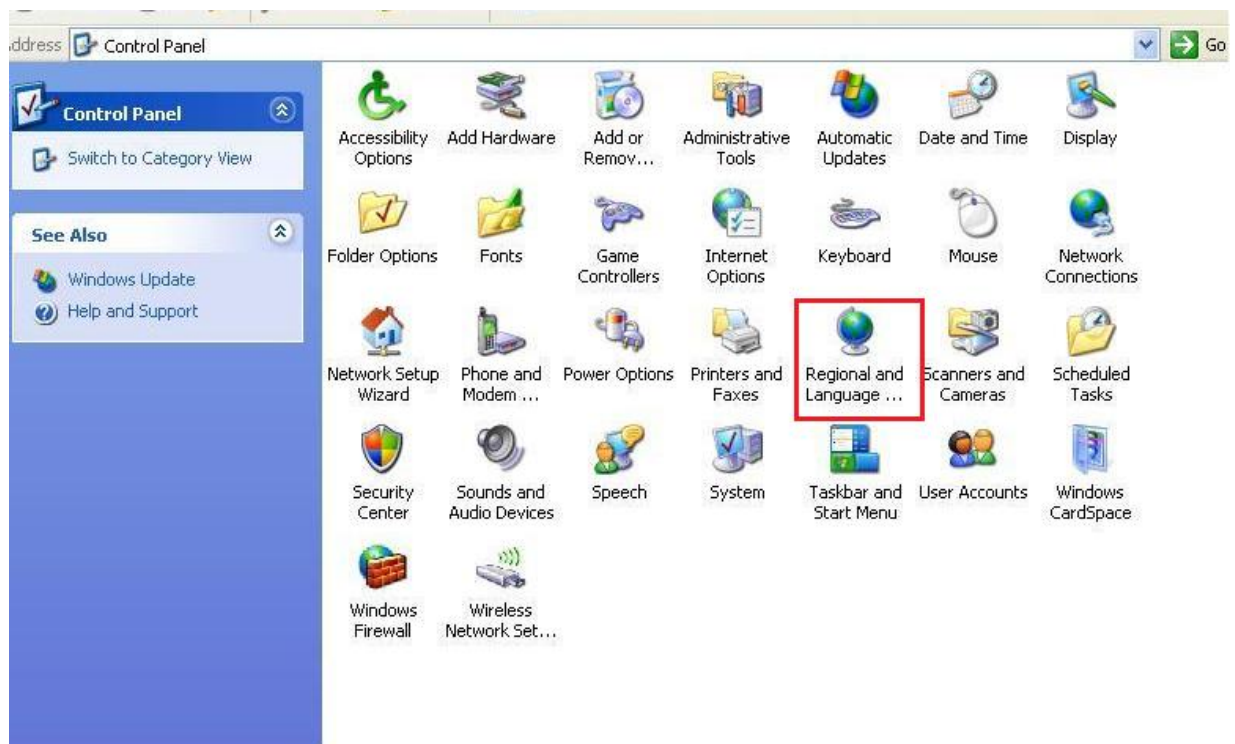 ddress Control Panel Go
Control Panel
Switch to Category View
See Also
Windows Update
Help and Support
Accessibility Options
Add Hardware
Add or Remov...
Administrative Tools
Automatic Updates
Date and Time
Display
Folder Options
Fonts
Game Controllers
Internet Options
Keyboard
Mouse
Network Connections
Network Setup Wizard
Phone and Modem ...
Power Options
Printers and Faxes
Regional and Language ...
Scanners and Cameras
Scheduled Tasks
Security Center
Sounds and Audio Devices
Speech
System
Taskbar and Start Menu
User Accounts
Windows CardSpace
Windows Firewall
Wireless Network Set...